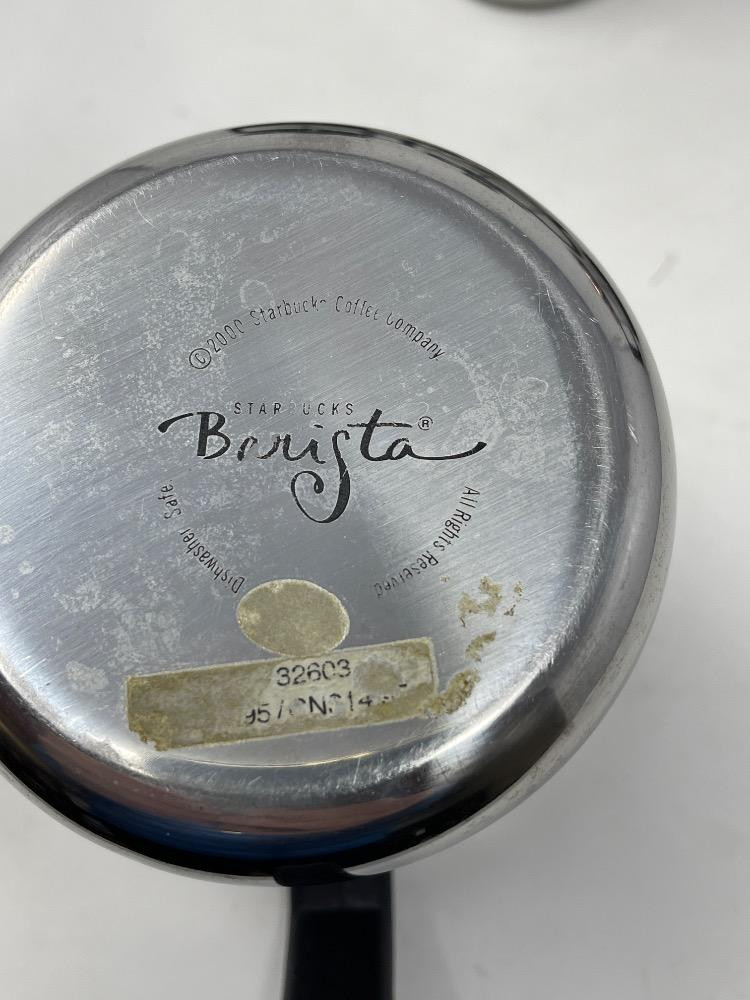 © 2000 Starbucks Coffee Company
STARBUCKS
Barista®
All Rights Reserved
Dishwasher Safe
32603